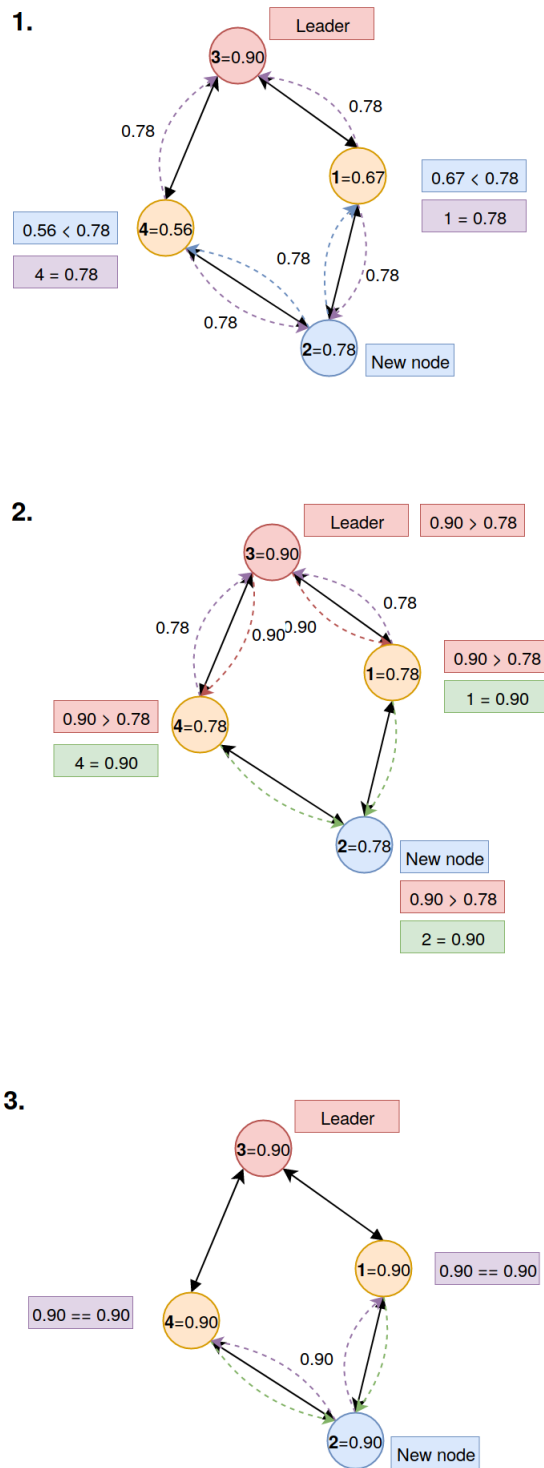 1.
Leader
3=0.90
0.78
0.78
1=0.67
0.67 < 0.78
1 = 0.78
0.56 < 0.78
4=0.56
4 = 0.78
0.78
0.78
0.78
2=0.78
New node
2.
Leader
0.90 > 0.78
3=0.90
0.78
0.78
0.90
0.90
1=0.78
0.90 > 0.78
1 = 0.90
0.90 > 0.78
4=0.78
4 = 0.90
2=0.78
New node
0.90 > 0.78
2 = 0.90
3.
Leader
3=0.90
1=0.90
0.90 == 0.90
0.90 == 0.90
4=0.90
0.90
2=0.90
New node